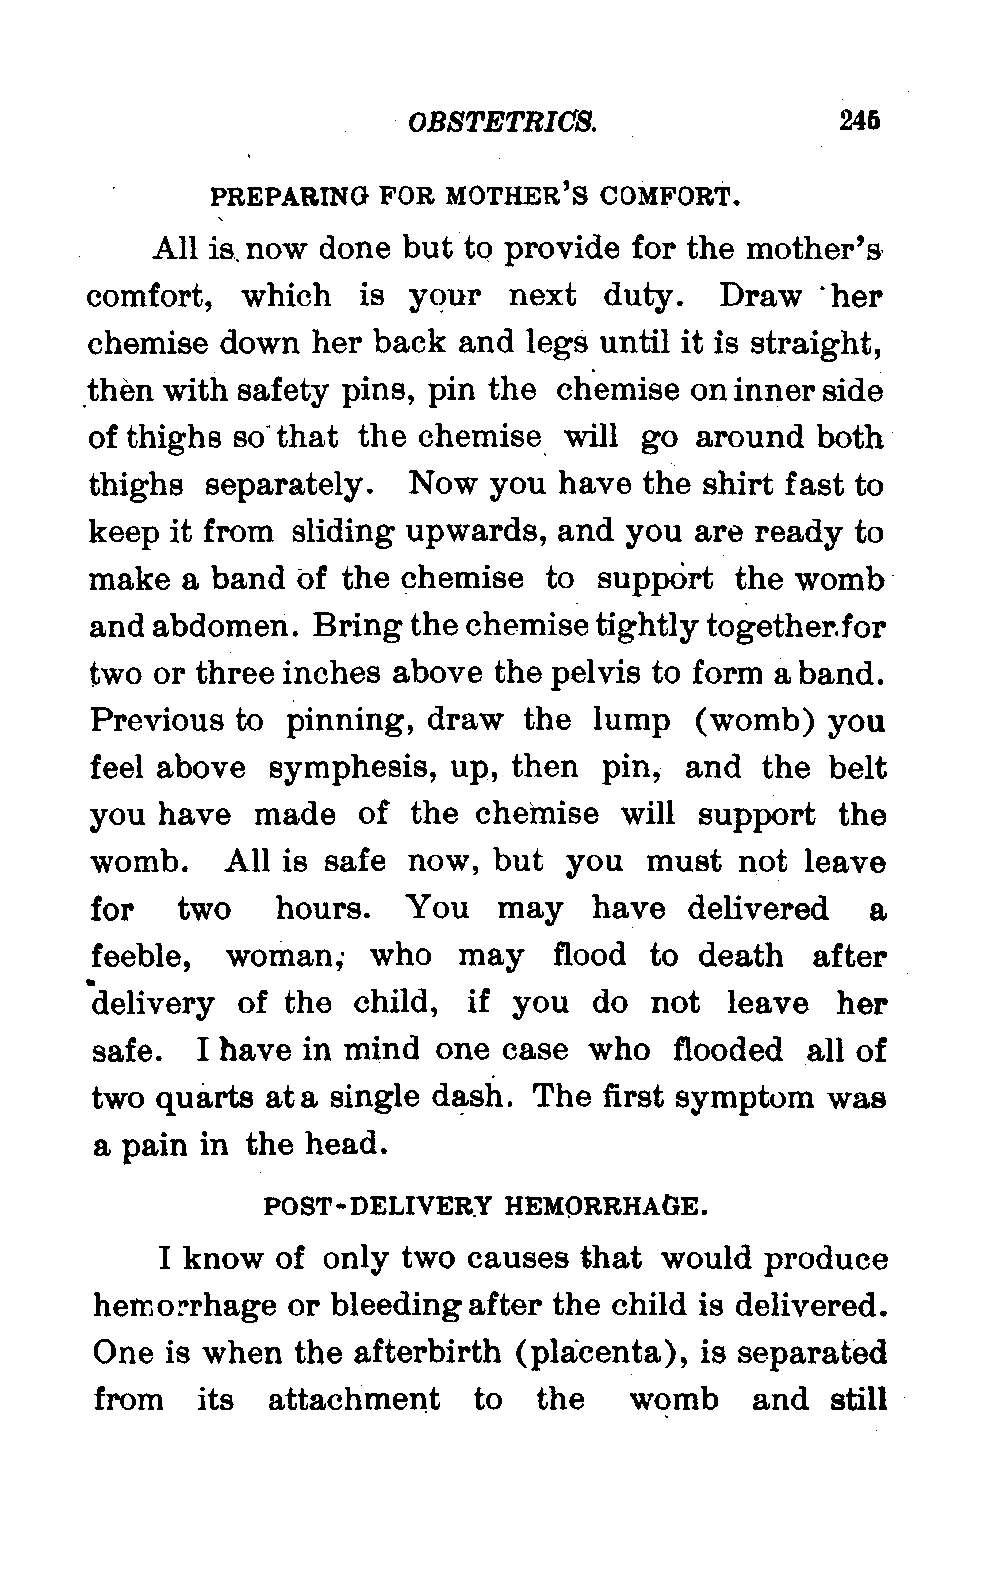 OBSTETRICS. 245
PREPARING FOR MOTHER'S COMFORT.
All is now done but to provide for the mother's
comfort, which is your next duty. Draw her
chemise down her back and legs until it is straight,
then with safety pins, pin the chemise on inner side
of thighs so that the chemise will go around both
thighs separately. Now you have the shirt fast to
keep it from sliding upwards, and you are ready to
make a band of the chemise to support the womb
and abdomen. Bring the chemise tightly together for
two or three inches above the pelvis to form a band.
Previous to pinning, draw the lump (womb) you
feel above symphesis, up, then pin, and the belt
you have made of the chemise will support the
womb. All is safe now, but you must not leave
for two hours. You may have delivered a
feeble, woman, who may flood to death after
delivery of the child, if you do not leave her
safe. I have in mind one case who flooded all of
two quarts at a single dash. The first symptom was
a pain in the head.
POST-DELIVERY HEMORRHAGE.
I know of only two causes that would produce
hemorrhage or bleeding after the child is delivered.
One is when the afterbirth (placenta), is separated
from its attachment to the womb and still